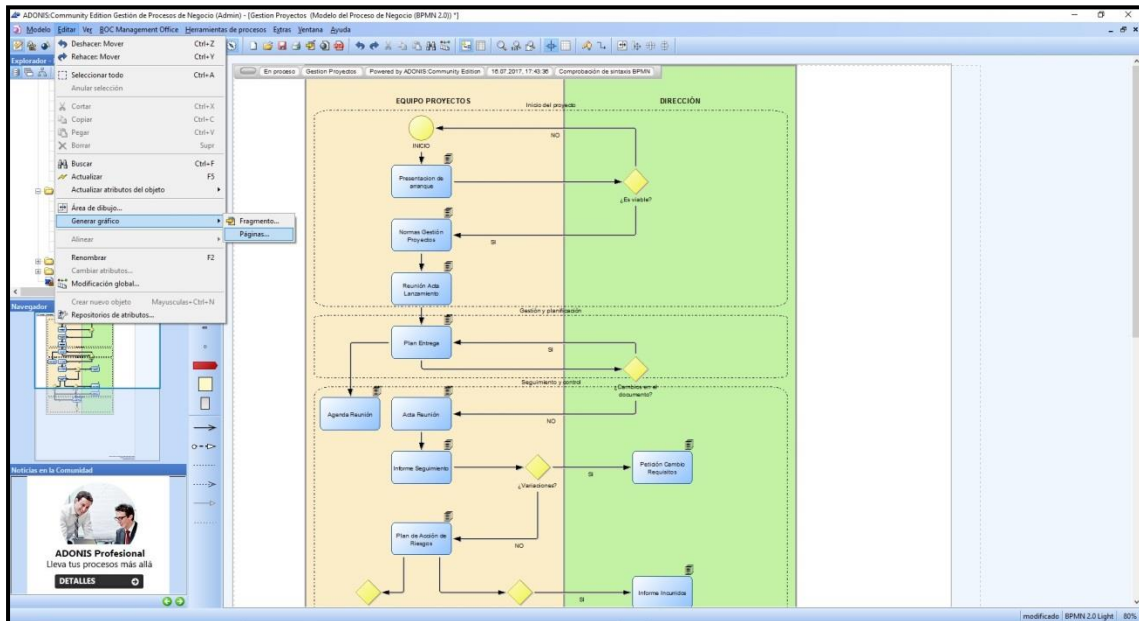 ADONIS:Community Edition Gestión de Procesos de Negocio (Admin) - [Gestion Proyectos (Modelo del Proceso de Negocio (BPMN 2.0)) *]
Modelo Editar Ver BOC Management Office Herramientas de procesos Extras Ventana Ayuda
Deshacer: Mover Ctrl+Z
Rehacer: Mover Ctrl+Y
Seleccionar todo Ctrl+A
Anular selección
Cortar Ctrl+X
Copiar Ctrl+C
Pegar Ctrl+V
Borrar Supr
Buscar Ctrl+F
Actualizar F5
Actualizar atributos del objeto
Área de dibujo...
Generar gráfico
Fragmento...
Páginas...
Alinear
Renombrar F2
Cambiar atributos...
Modificación global...
Crear nuevo objeto Mayusculas+Ctrl+N
Repositorios de atributos...
Explorador -
Navegador
Noticias en la Comunidad
ADONIS Profesional
Lleva tus procesos más allá
DETALLES
En proceso Gestion Proyectos Powered by ADONIS:Community Edition 16.07.2017, 17:43:36 Comprobación de sintaxis BPMN
EQUIPO PROYECTOS
DIRECCIÓN
Inicio del proyecto
INICIO
NO
Presentacion de
arranque
¿Es viable?
Normas Gestión
Proyectos
SI
Reunión Acta
Lanzamiento
Gestión y planificación
Plan Entrega
SI
¿Cambios en el
documento?
Seguimiento y control
Agenda Reunión
Acta Reunión
NO
Informe Seguimiento
¿Variaciones?
SI
Petición Cambio
Requisitos
Plan de Acción de
Riesgos
NO
SI
Informe Insumidos
modificado BPMN 2.0 Light 80%